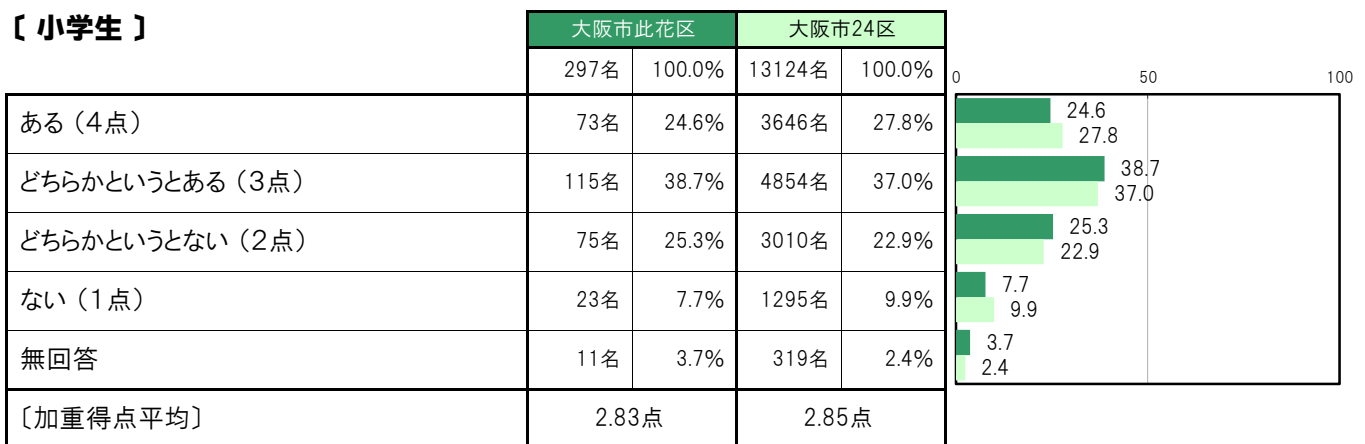 〔 小学生 〕
大阪市此花区 大阪市24区
297名 100.0% 13124名 100.0%
0 50 100
ある（4点） 73名 24.6% 3646名 27.8%
24.6
27.8
どちらかというとある（3点） 115名 38.7% 4854名 37.0%
38.7
37.0
どちらかというとない（2点） 75名 25.3% 3010名 22.9%
25.3
22.9
ない（1点） 23名 7.7% 1295名 9.9%
7.7
9.9
無回答 11名 3.7% 319名 2.4%
3.7
2.4
〔加重得点平均〕 2.83点 2.85点